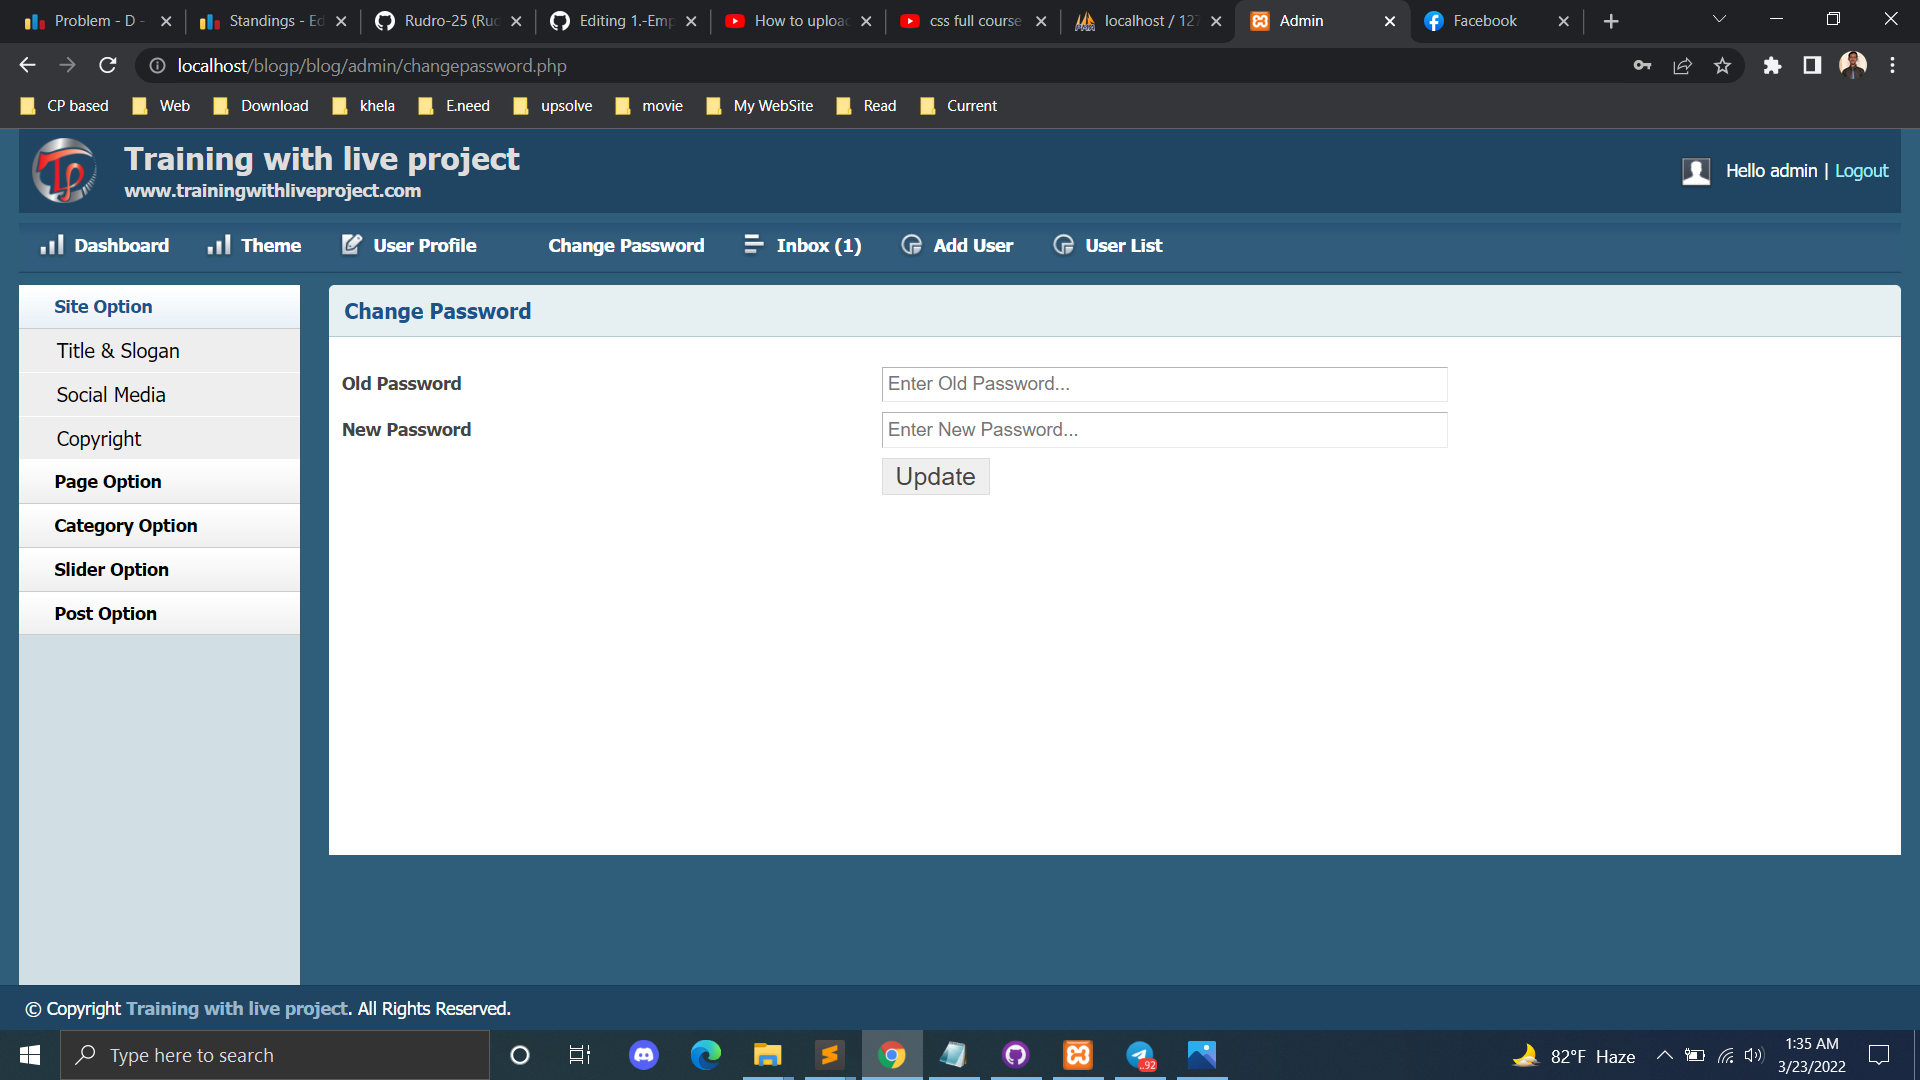 Problem - D -
Standings - Ed
Rudro-25 (Rud
Editing 1.-Emp
How to uploa
css full course
localhost / 127
Admin
Facebook
localhost/blogp/blog/admin/changepassword.php
CP based Web Download khela E.need upsolve movie My WebSite Read Current
Training with live project
www.trainingwithliveproject.com
Hello admin | Logout
Dashboard Theme User Profile Change Password Inbox (1) Add User User List
Site Option
Title & Slogan
Social Media
Copyright
Page Option
Category Option
Slider Option
Post Option
Change Password
Old Password Enter Old Password...
New Password Enter New Password...
Update
© Copyright Training with live project. All Rights Reserved.
Type here to search
..92
82°F Haze
1:35 AM
3/23/2022